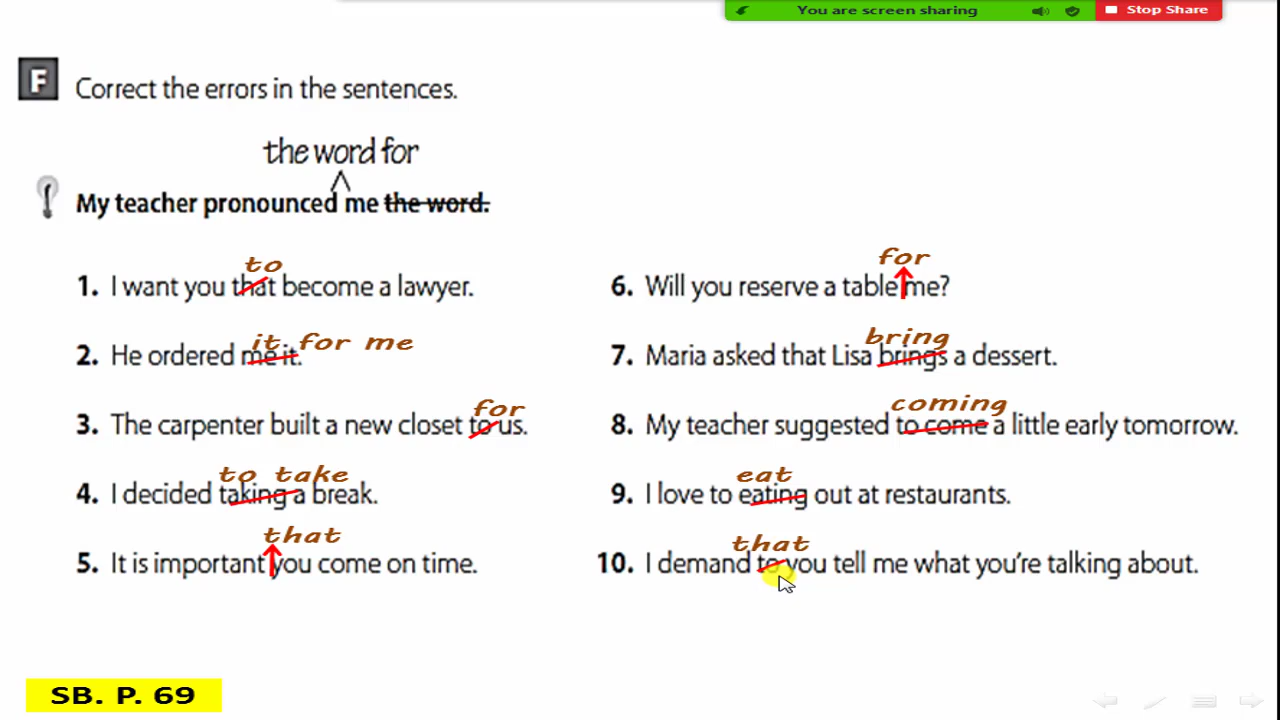 You are screen sharing
Stop Share
F Correct the errors in the sentences.
the word for
My teacher pronounced me the word.
to
1. I want you that become a lawyer.
it for me
2. He ordered me it.
for
3. The carpenter built a new closet to us.
to take
4. I decided taking a break.
that
5. It is important you come on time.
for
6. Will you reserve a table me?
bring
7. Maria asked that Lisa brings a dessert.
coming
8. My teacher suggested to come a little early tomorrow.
eat
9. I love to eating out at restaurants.
that
10. I demand to you tell me what you're talking about.
SB. P. 69